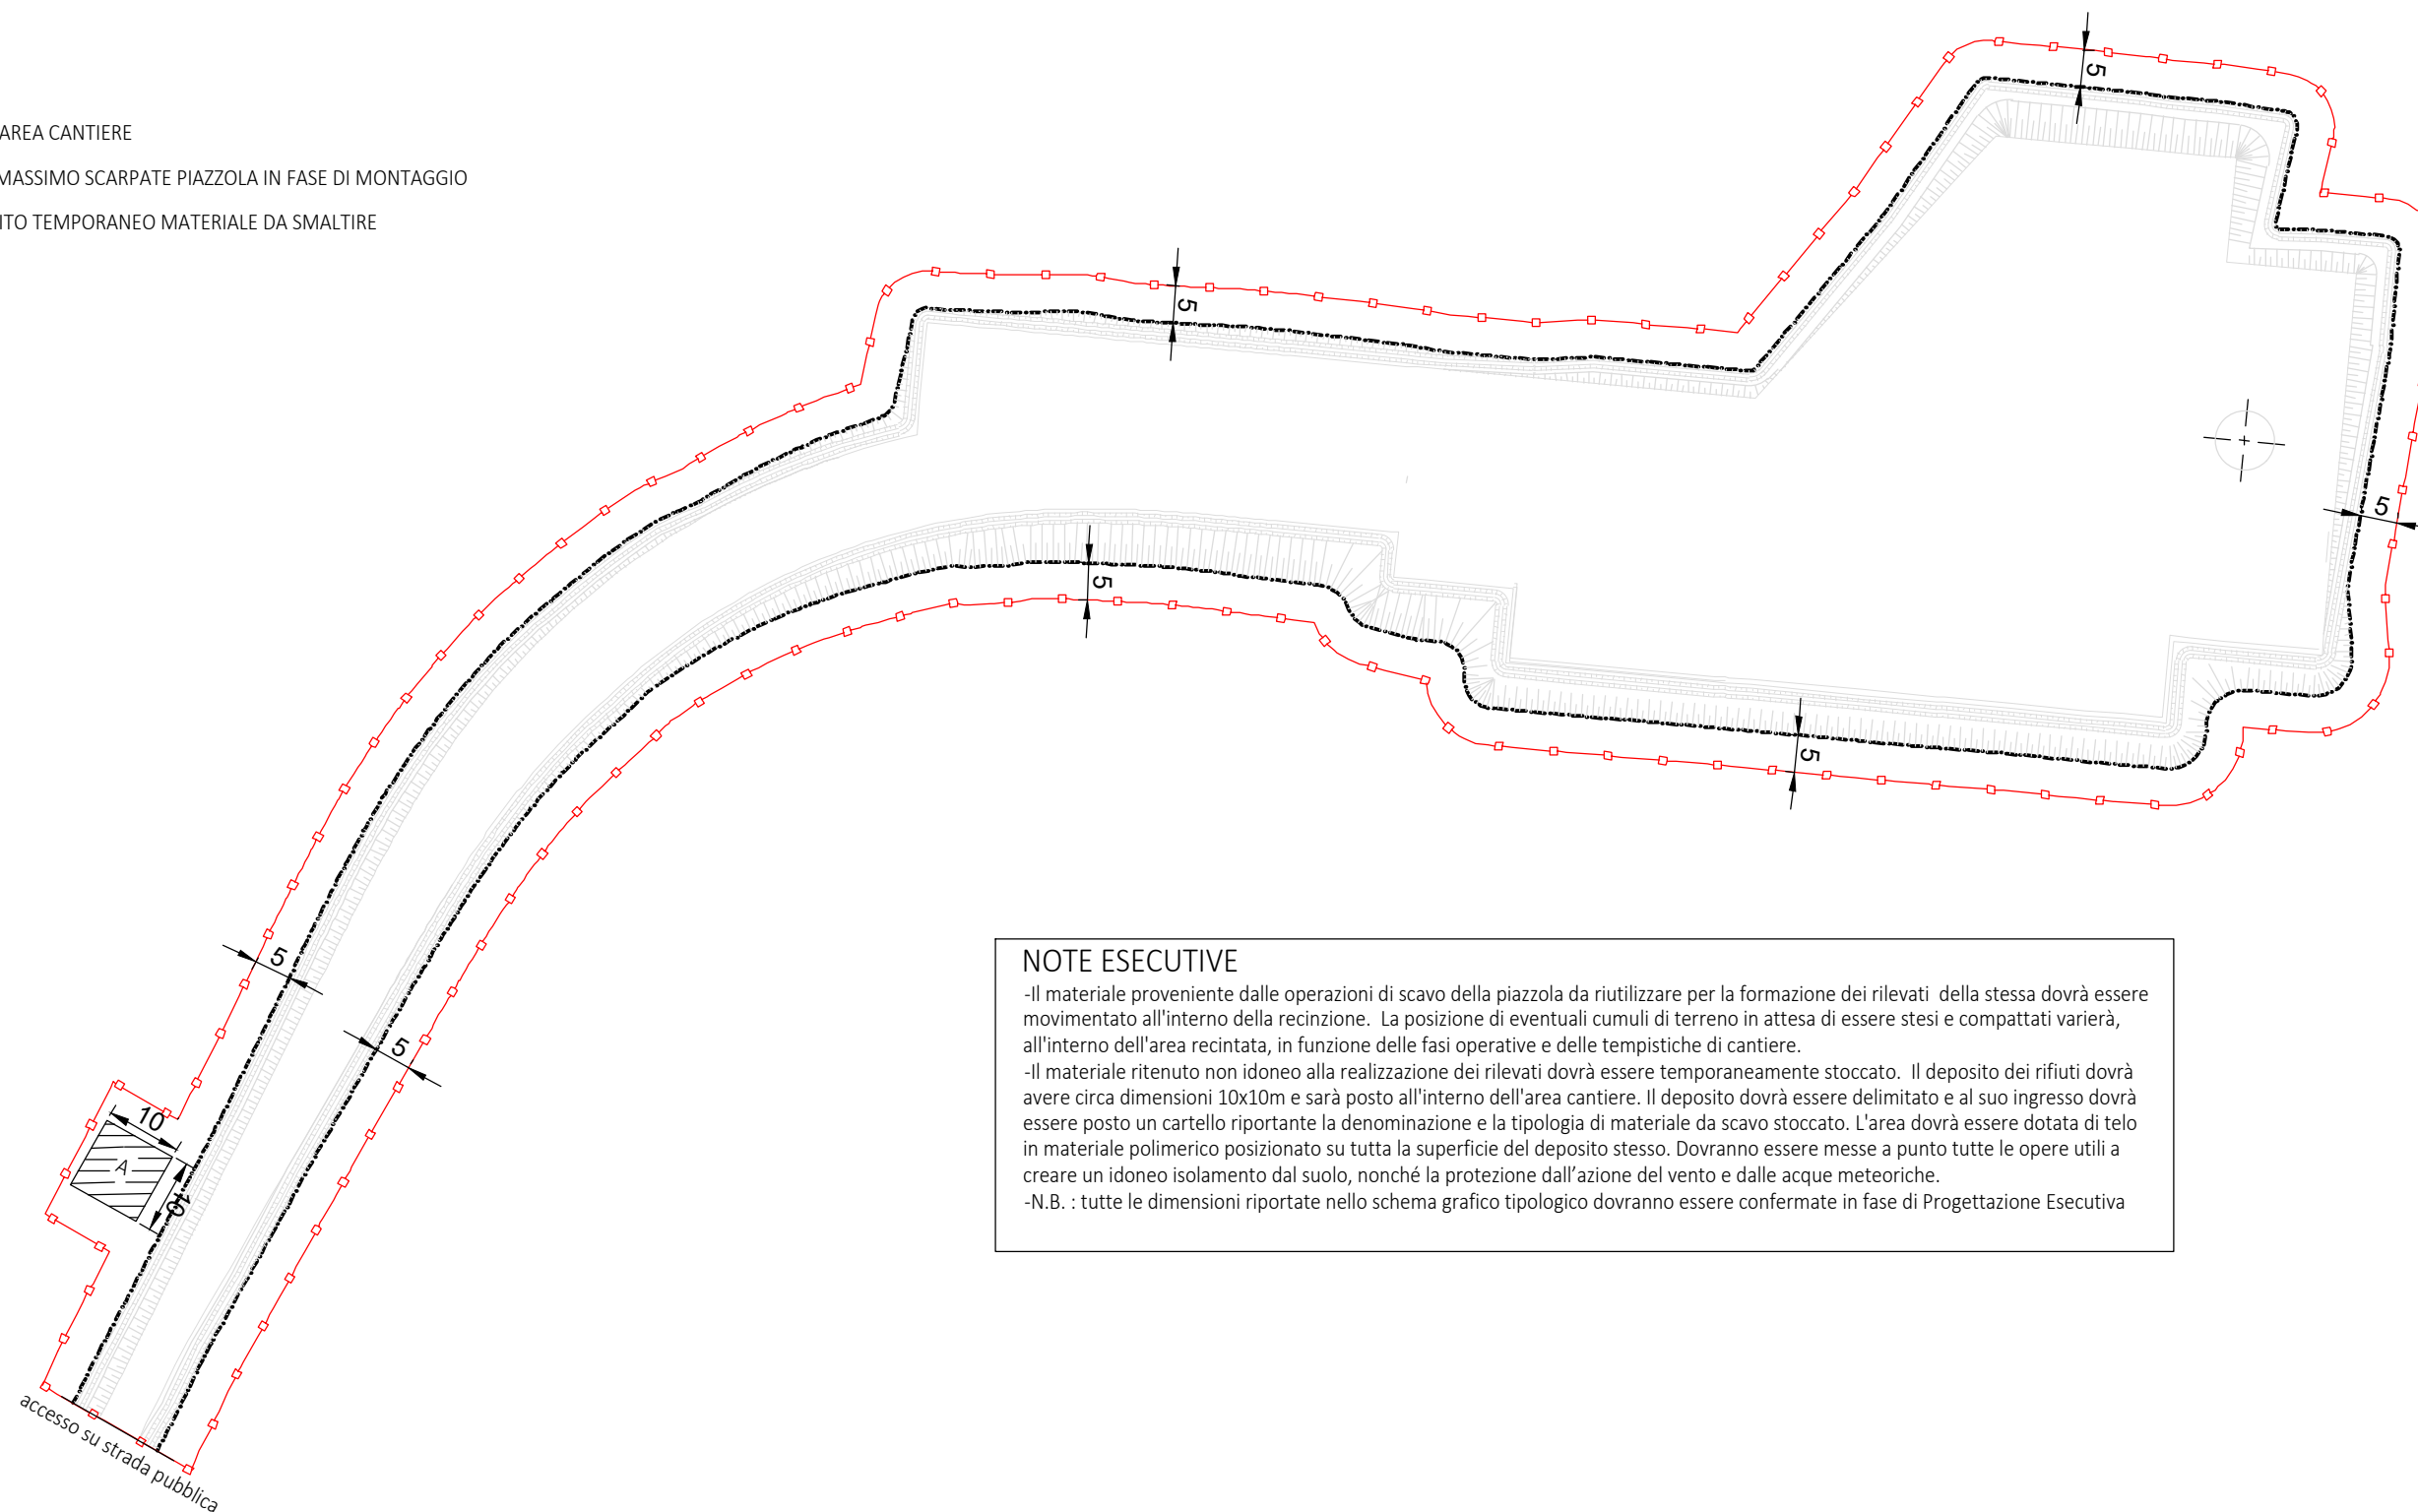 AREA CANTIERE
MASSIMO SCARPATE PIAZZOLA IN FASE DI MONTAGGIO
ITO TEMPORANEO MATERIALE DA SMALTIRE
5
5
5
5
5
5
5
10
A
10
accesso su strada pubblica
NOTE ESECUTIVE
-Il materiale proveniente dalle operazioni di scavo della piazzola da riutilizzare per la formazione dei rilevati  della stessa dovrà essere
movimentato all'interno della recinzione.  La posizione di eventuali cumuli di terreno in attesa di essere stesi e compattati varierà,
all'interno dell'area recintata, in funzione delle fasi operative e delle tempistiche di cantiere.
-Il materiale ritenuto non idoneo alla realizzazione dei rilevati dovrà essere temporaneamente stoccato.  Il deposito dei rifiuti dovrà
avere circa dimensioni 10x10m e sarà posto all'interno dell'area cantiere. Il deposito dovrà essere delimitato e al suo ingresso dovrà
essere posto un cartello riportante la denominazione e la tipologia di materiale da scavo stoccato. L'area dovrà essere dotata di telo
in materiale polimerico posizionato su tutta la superficie del deposito stesso. Dovranno essere messe a punto tutte le opere utili a
creare un idoneo isolamento dal suolo, nonché la protezione dall’azione del vento e dalle acque meteoriche.
-N.B. : tutte le dimensioni riportate nello schema grafico tipologico dovranno essere confermate in fase di Progettazione Esecutiva